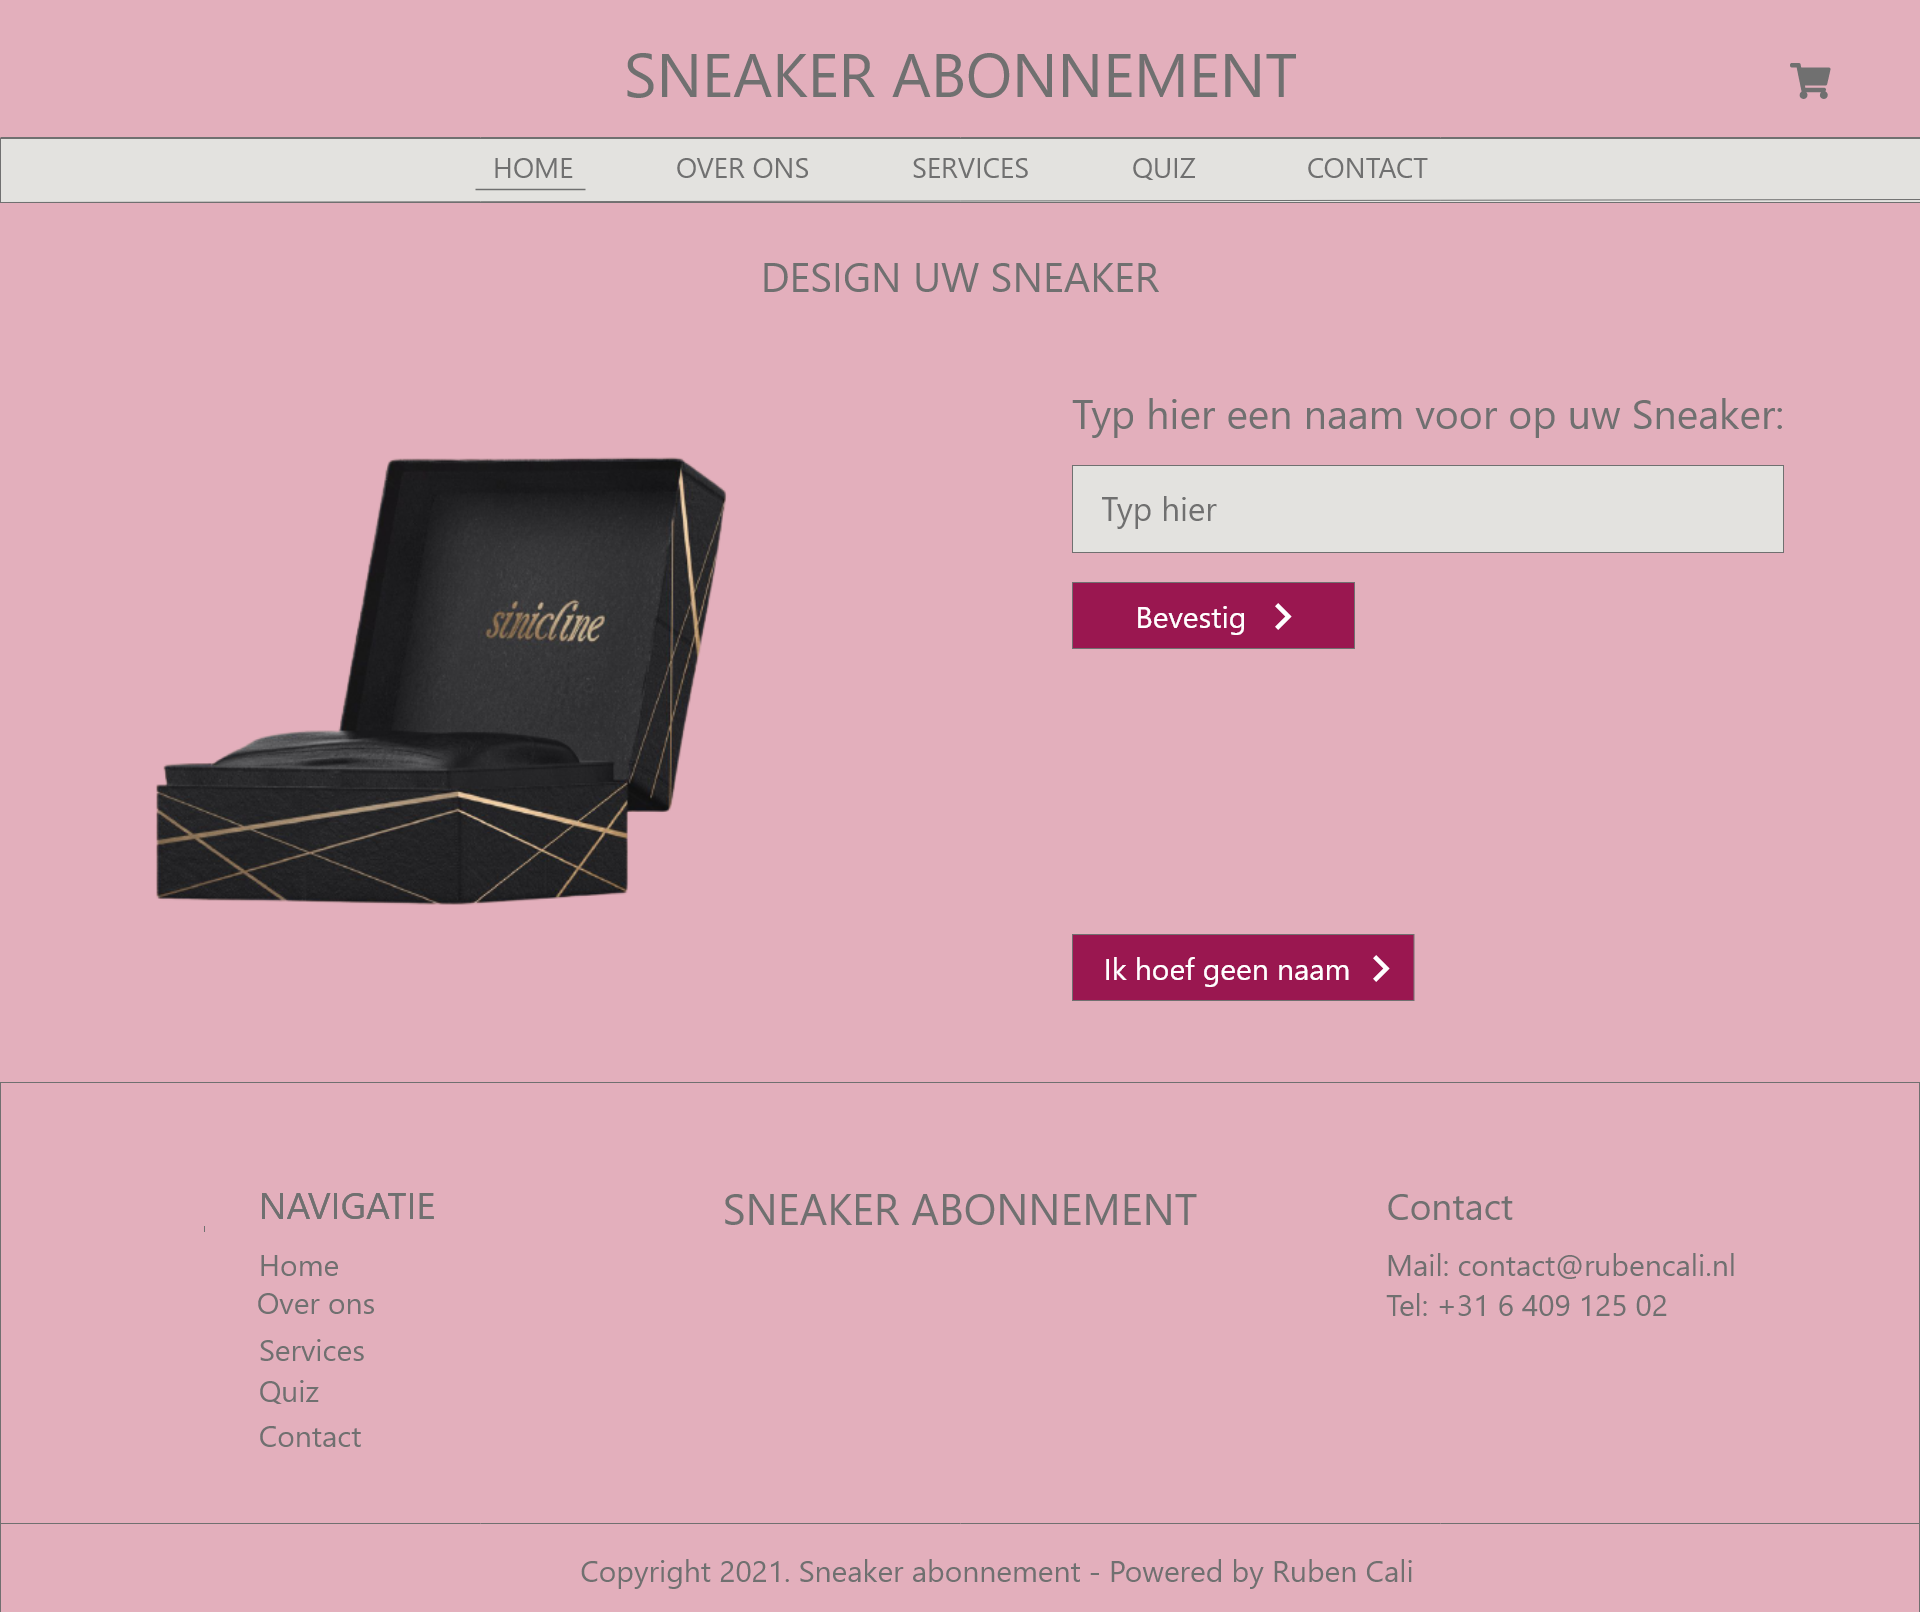 SNEAKER ABONNEMENT
HOME OVER ONS SERVICES QUIZ CONTACT
DESIGN UW SNEAKER
Typ hier een naam voor op uw Sneaker:
Typ hier
Bevestig
sinicline
Ik hoef geen naam
NAVIGATIE
Home
Over ons
Services
Quiz
Contact
SNEAKER ABONNEMENT
Contact
Mail: contact@rubencali.nl
Tel: +31 6 409 125 02
Copyright 2021. Sneaker abonnement - Powered by Ruben Cali